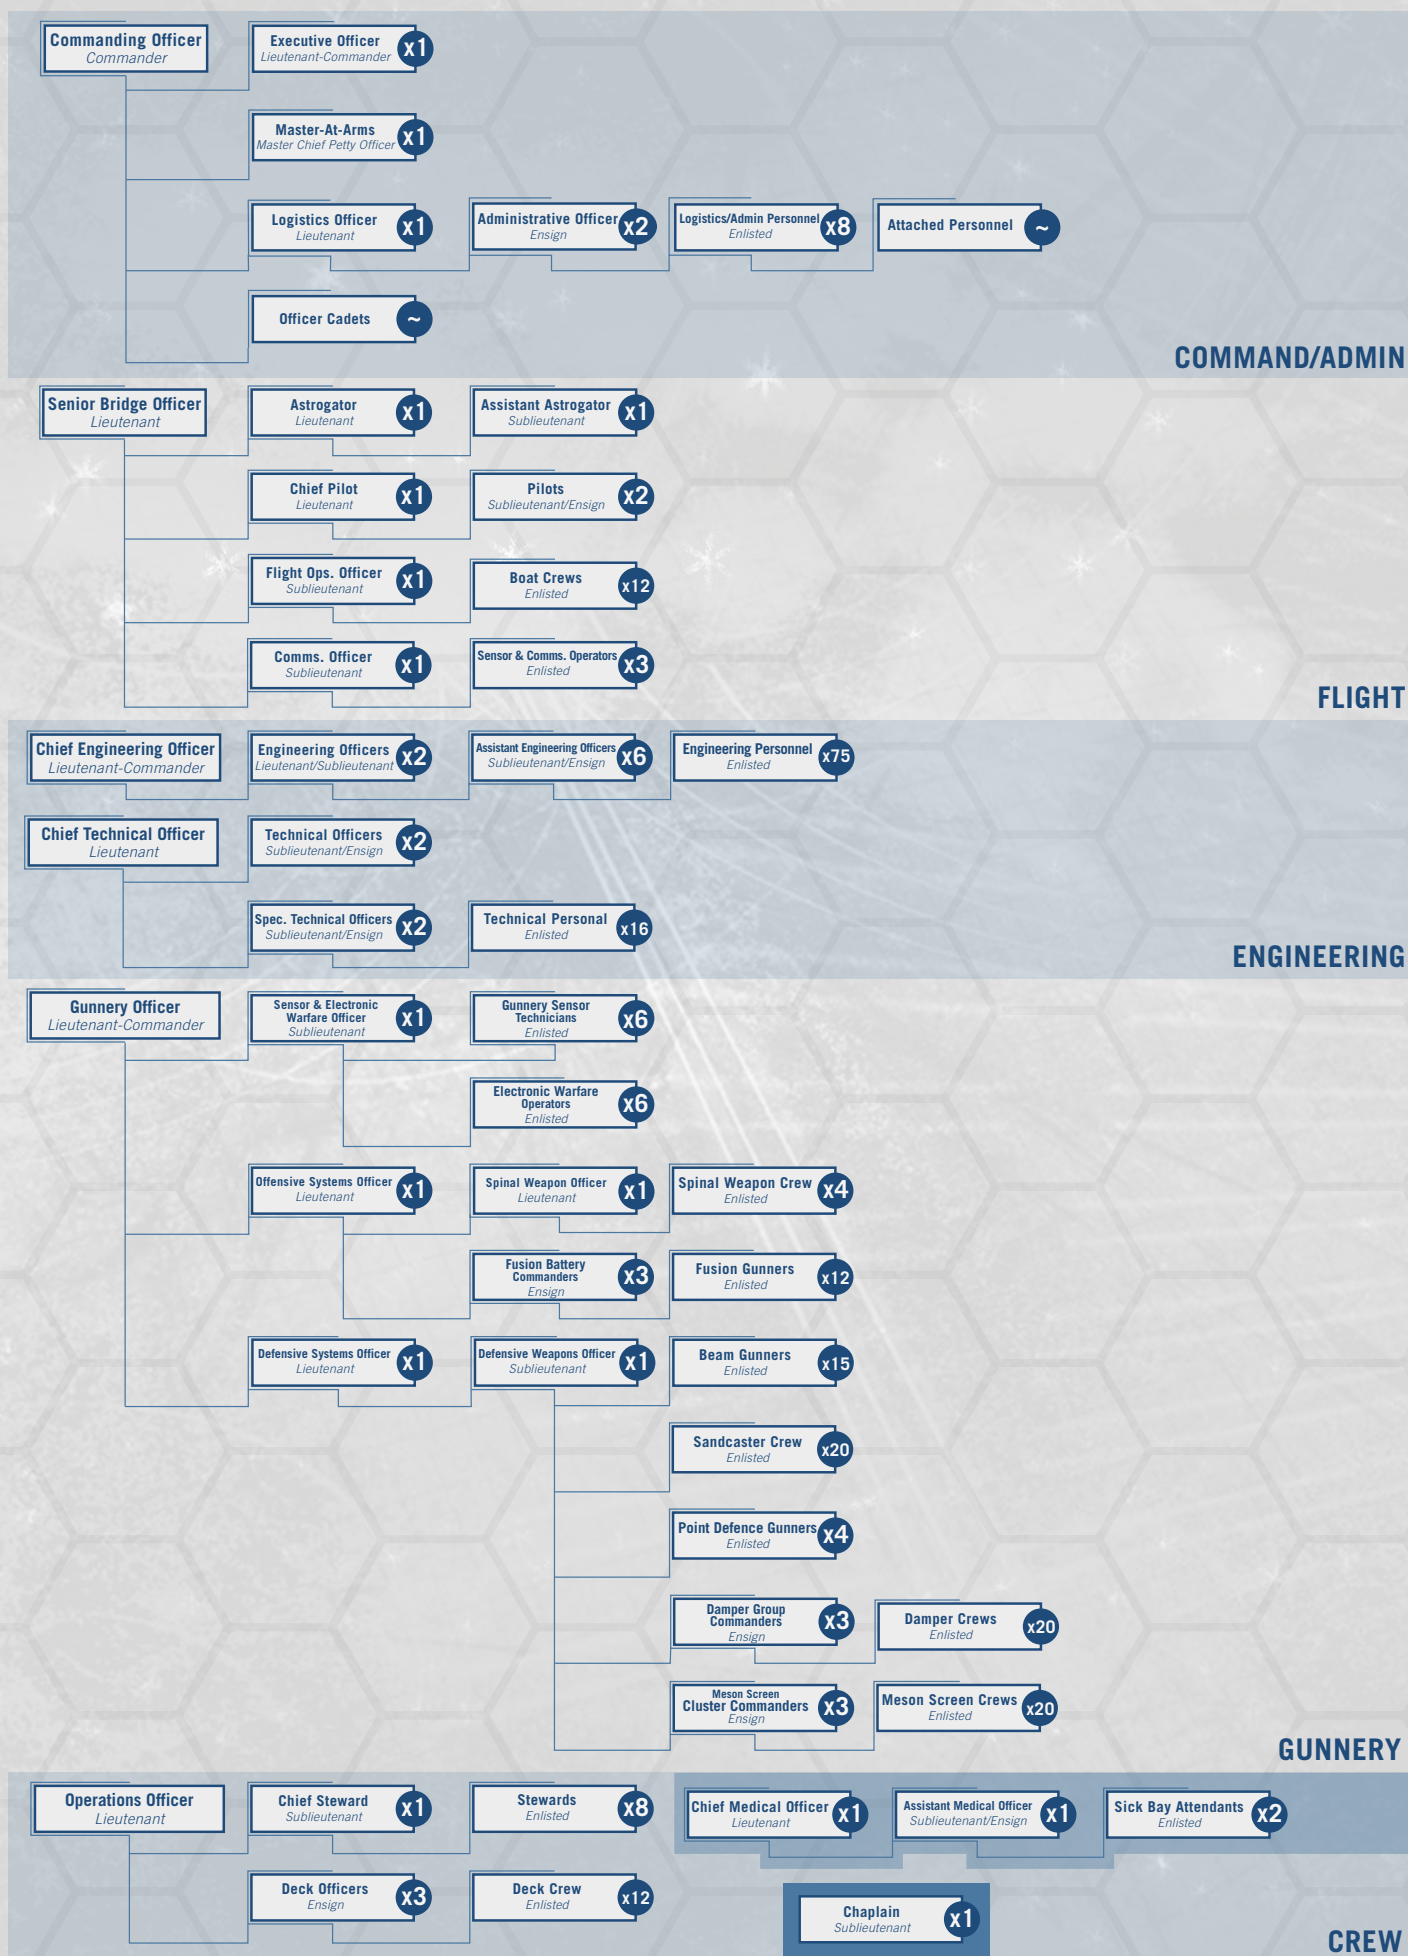 Commanding Officer
Commander
Executive Officer
Lieutenant-Commander
x1
Master-At-Arms
Master Chief Petty Officer
x1
Logistics Officer
Lieutenant
x1
Administrative Officer
Ensign
x2
Logistics/Admin Personnel
Enlisted
x8
Attached Personnel
~
Officer Cadets
~
COMMAND/ADMIN
Senior Bridge Officer
Lieutenant
Astrogator
Lieutenant
x1
Assistant Astrogator
Sublieutenant
x1
Chief Pilot
Lieutenant
x1
Pilots
Sublieutenant/Ensign
x2
Flight Ops. Officer
Sublieutenant
x1
Boat Crews
Enlisted
x12
Comms. Officer
Sublieutenant
x1
Sensor & Comms. Operators
Enlisted
x3
FLIGHT
Chief Engineering Officer
Lieutenant-Commander
Engineering Officers
Lieutenant/Sublieutenant
x2
Assistant Engineering Officers
Sublieutenant/Ensign
x6
Engineering Personnel
Enlisted
x75
Chief Technical Officer
Lieutenant
Technical Officers
Sublieutenant/Ensign
x2
Spec. Technical Officers
Sublieutenant/Ensign
x2
Technical Personal
Enlisted
x16
ENGINEERING
Gunnery Officer
Lieutenant-Commander
Sensor & Electronic
Warfare Officer
Sublieutenant
x1
Gunnery Sensor
Technicians
Enlisted
x6
Electronic Warfare
Operators
Enlisted
x6
Offensive Systems Officer
Lieutenant
x1
Spinal Weapon Officer
Lieutenant
x1
Spinal Weapon Crew
Enlisted
x4
Fusion Battery
Commanders
Ensign
x3
Fusion Gunners
Enlisted
x12
Defensive Systems Officer
Lieutenant
x1
Defensive Weapons Officer
Sublieutenant
x1
Beam Gunners
Enlisted
x15
Sandcaster Crew
Enlisted
x20
Point Defence Gunners
Enlisted
x4
Damper Group
Commanders
Ensign
x3
Damper Crews
Enlisted
x20
Meson Screen
Cluster Commanders
Ensign
x3
Meson Screen Crews
Enlisted
x20
GUNNERY
Operations Officer
Lieutenant
Chief Steward
Sublieutenant
x1
Stewards
Enlisted
x8
Chief Medical Officer
Lieutenant
x1
Assistant Medical Officer
Sublieutenant/Ensign
x1
Sick Bay Attendants
Enlisted
x2
Deck Officers
Ensign
x3
Deck Crew
Enlisted
x12
Chaplain
Sublieutenant
x1
CREW